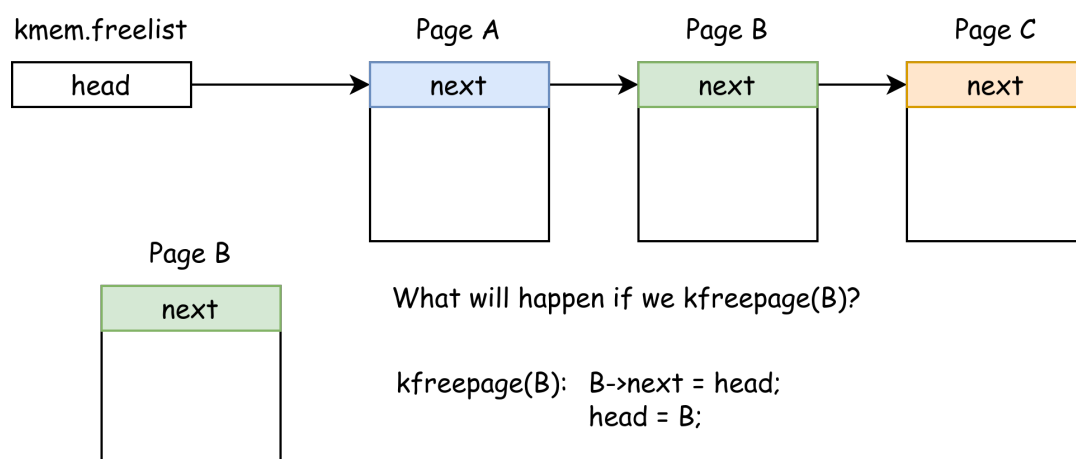 kmem.freelist
Page A
Page B
Page C
head
next
next
next
Page B
next
What will happen if we kfreepage(B)?
kfreepage(B): B->next = head;
head = B;